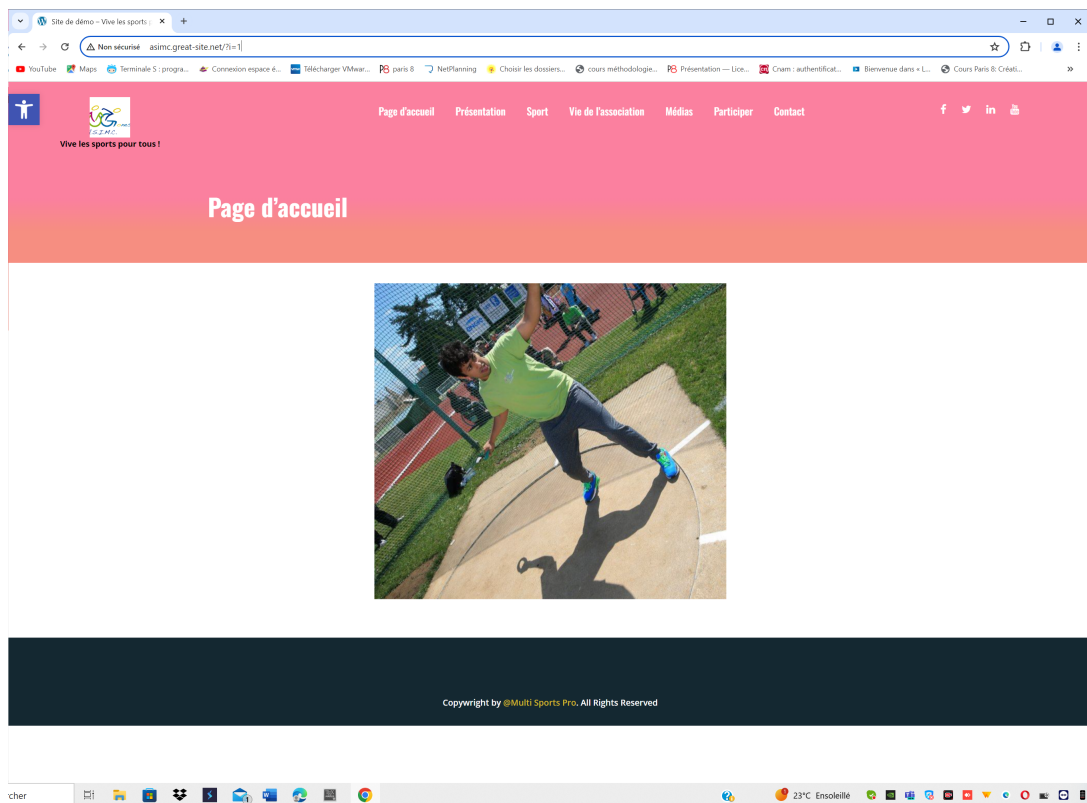 Site de démo – Vive les sports p
Non sécurisé asimc.great-site.net/?i=1
YouTube Maps Terminale S : progra... Connexion espace é... Télécharger VMwar... paris 8 NetPlanning Choisir les dossiers... cours méthodologie... Présentation — Lice... Cnam : authentificat... Bienvenue dans « L... Cours Paris 8: Créati... »
Page d'accueil Présentation Sport Vie de l'association Médias Participer Contact
A.S.I.M.C.
Vive les sports pour tous !
Page d'accueil
Copywright by @Multi Sports Pro. All Rights Reserved
rcher 23°C Ensoleillé